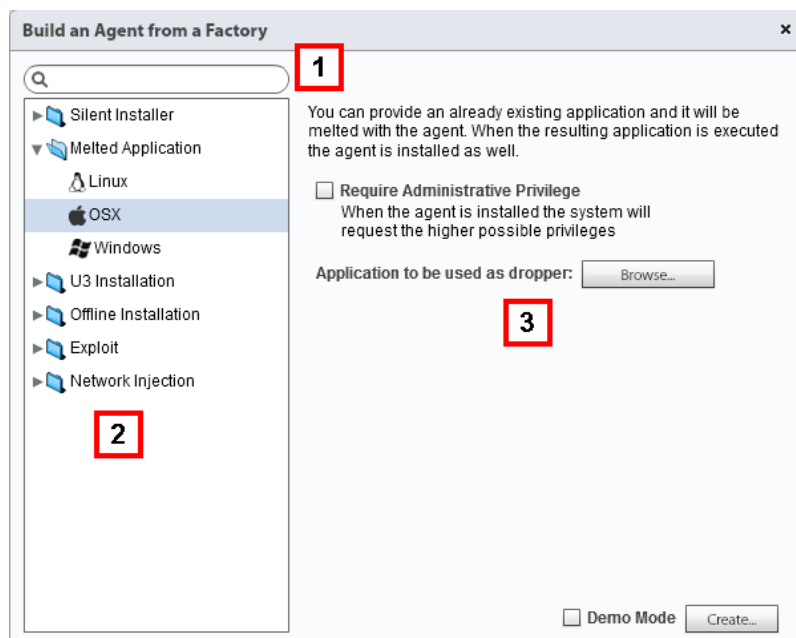 Build an Agent from a Factory
1
Silent Installer
Melted Application
Linux
OSX
Windows
U3 Installation
Offline Installation
Exploit
Network Injection
2
You can provide an already existing application and it will be
melted with the agent. When the resulting application is executed
the agent is installed as well.
Require Administrative Privilege
When the agent is installed the system will
request the higher possible privileges
Application to be used as dropper: Browse...
3
Demo Mode Create...